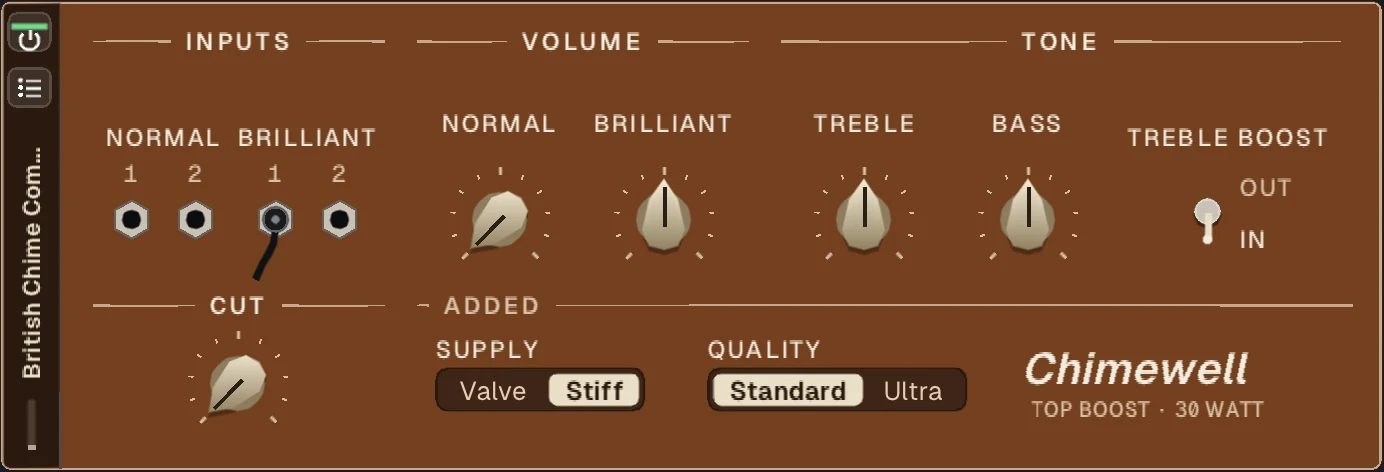 British Chime Com...
INPUTS
VOLUME
TONE
NORMAL BRILLIANT
1 2 1 2
NORMAL BRILLIANT
TREBLE BASS
TREBLE BOOST
OUT
IN
CUT
ADDED
SUPPLY
Valve Stiff
QUALITY
Standard Ultra
Chimewell
TOP BOOST · 30 WATT